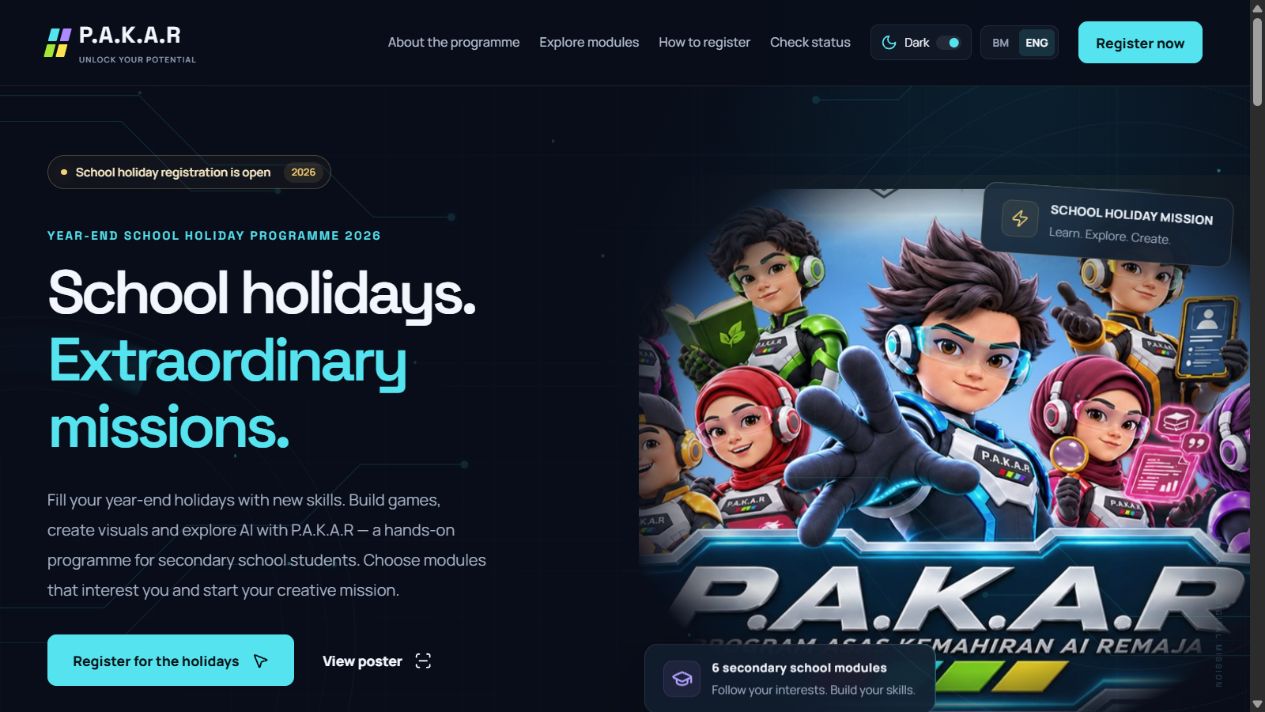 P.A.K.A.R
UNLOCK YOUR POTENTIAL
About the programme
Explore modules
How to register
Check status
Dark
BM
ENG
Register now
School holiday registration is open 2026
YEAR-END SCHOOL HOLIDAY PROGRAMME 2026
School holidays.
Extraordinary
missions.
Fill your year-end holidays with new skills. Build games,
create visuals and explore AI with P.A.K.A.R — a hands-on
programme for secondary school students. Choose modules
that interest you and start your creative mission.
Register for the holidays
View poster
SCHOOL HOLIDAY MISSION
Learn. Explore. Create.
P.A.K.A.R
P.A.K.A.R
PROGRAM ASAS KEMAHIRAN AI REMAJA
6 secondary school modules
Follow your interests. Build your skills.